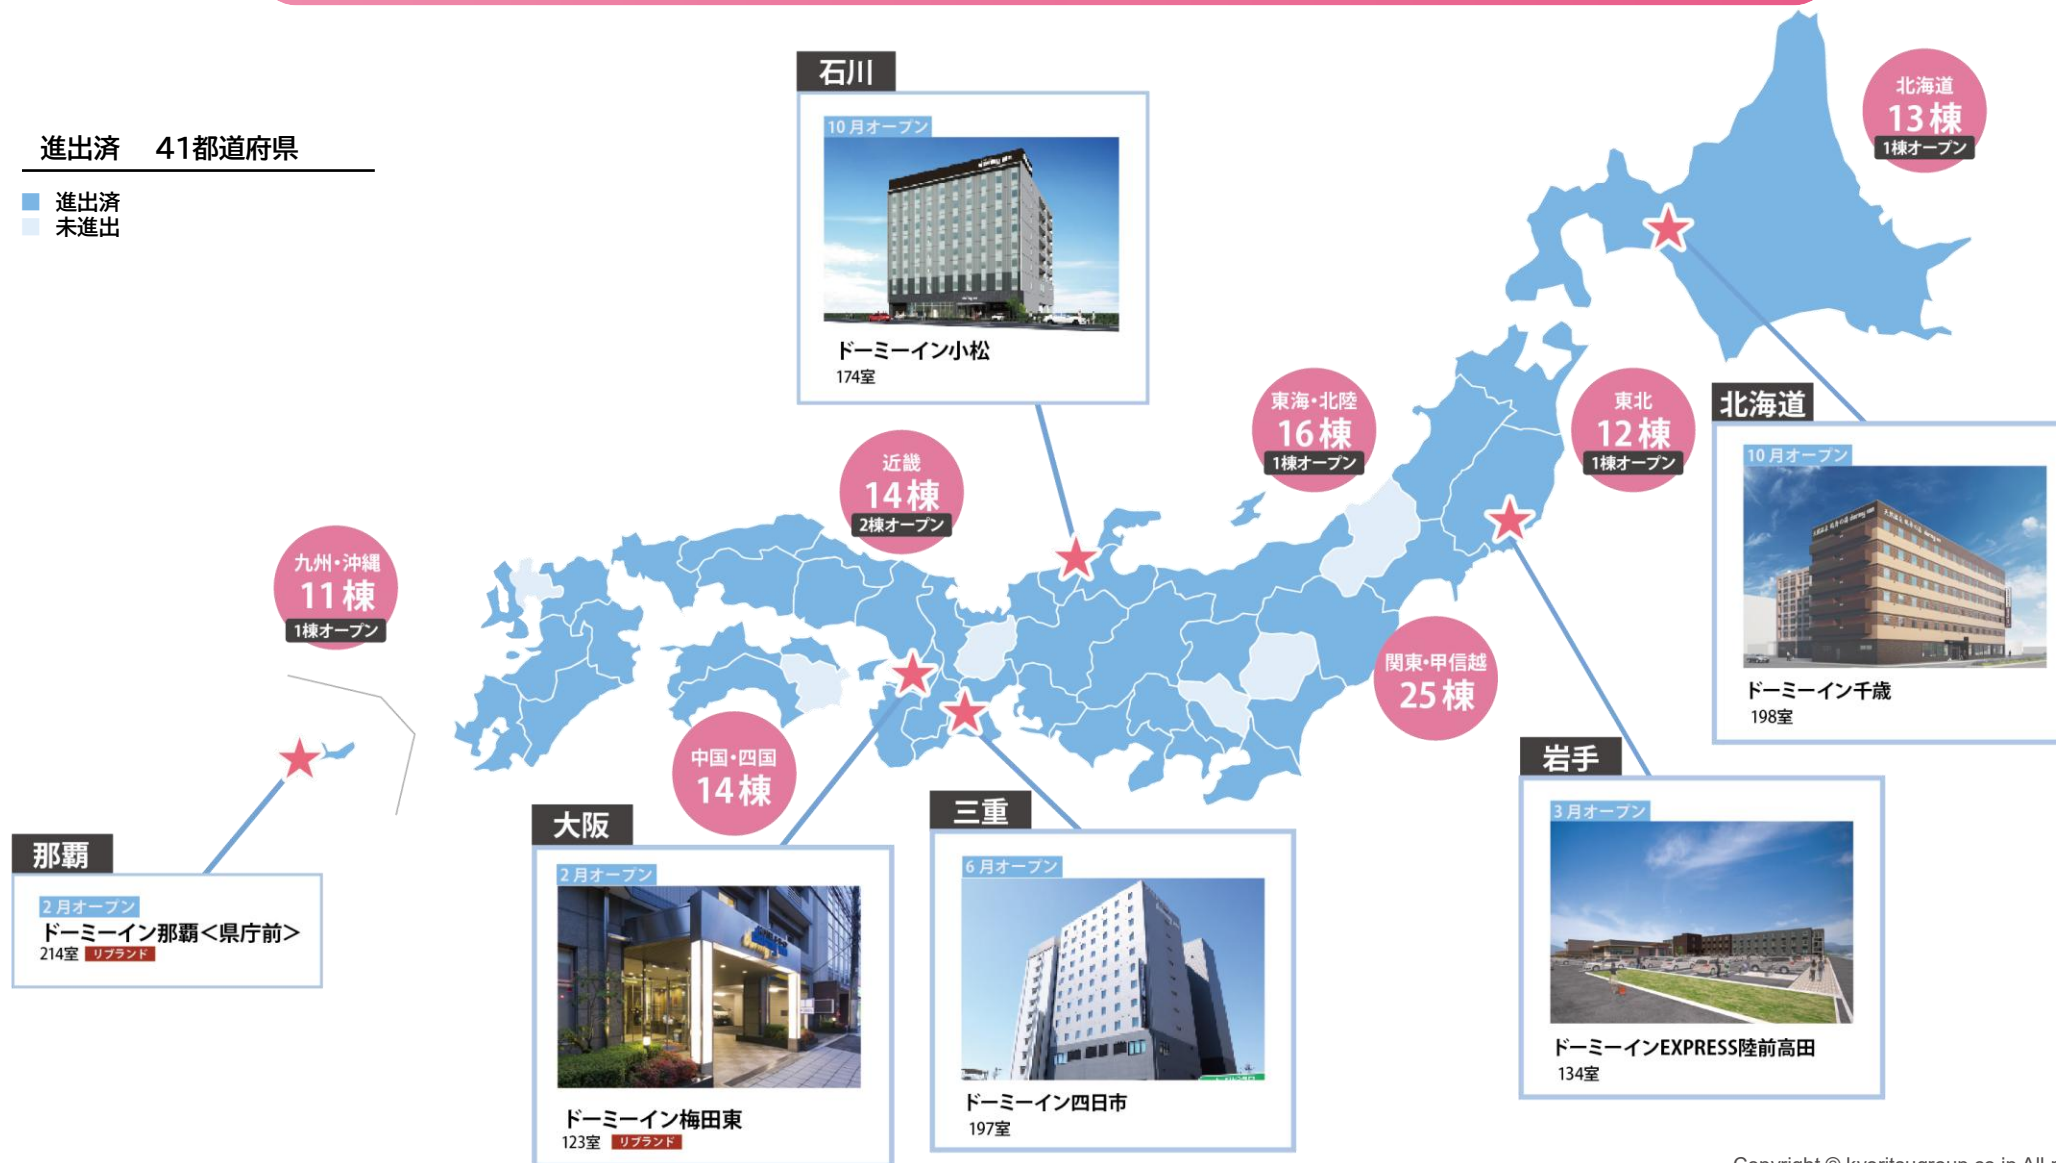 進出済 41都道府県
進出済
未進出
石川
10月オープン
ドーミーイン小松
174室
北海道
13棟
1棟オープン
東海・北陸
16棟
1棟オープン
東北
12棟
1棟オープン
北海道
10月オープン
ドーミーイン千歳
198室
近畿
14棟
2棟オープン
九州・沖縄
11棟
1棟オープン
関東・甲信越
25棟
中国・四国
14棟
那覇
2月オープン
ドーミーイン那覇＜県庁前＞
214室 リブランド
大阪
2月オープン
ドーミーイン梅田東
123室 リブランド
三重
6月オープン
ドーミーイン四日市
197室
岩手
3月オープン
ドーミーインEXPRESS陸前高田
134室